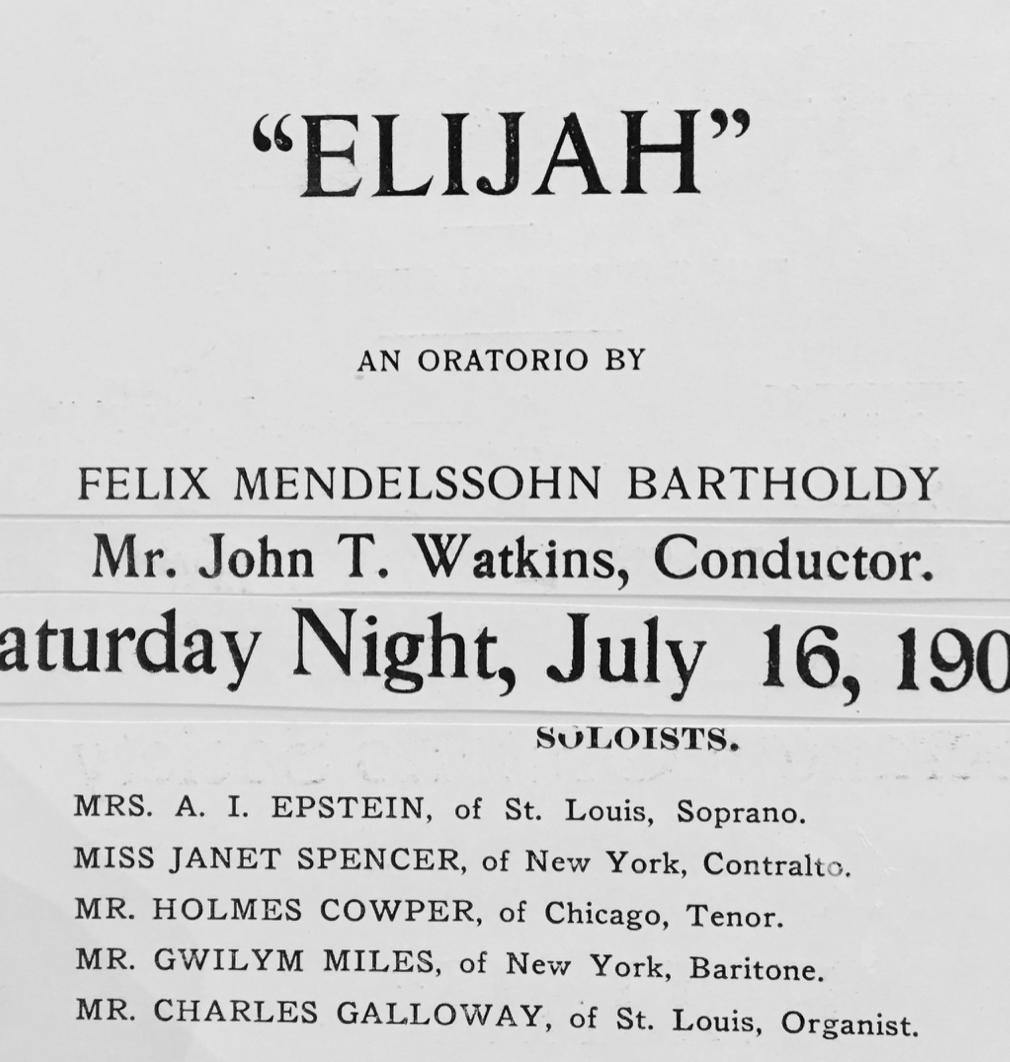 “ELIJAH”
AN ORATORIO BY
FELIX MENDELSSOHN BARTHOLDY
Mr. John T. Watkins, Conductor.
aturday Night, July 16, 190
SOLOISTS.
MRS. A. I. EPSTEIN, of St. Louis, Soprano.
MISS JANET SPENCER, of New York, Contralto.
MR. HOLMES COWPER, of Chicago, Tenor.
MR. GWILYM MILES, of New York, Baritone.
MR. CHARLES GALLOWAY, of St. Louis, Organist.